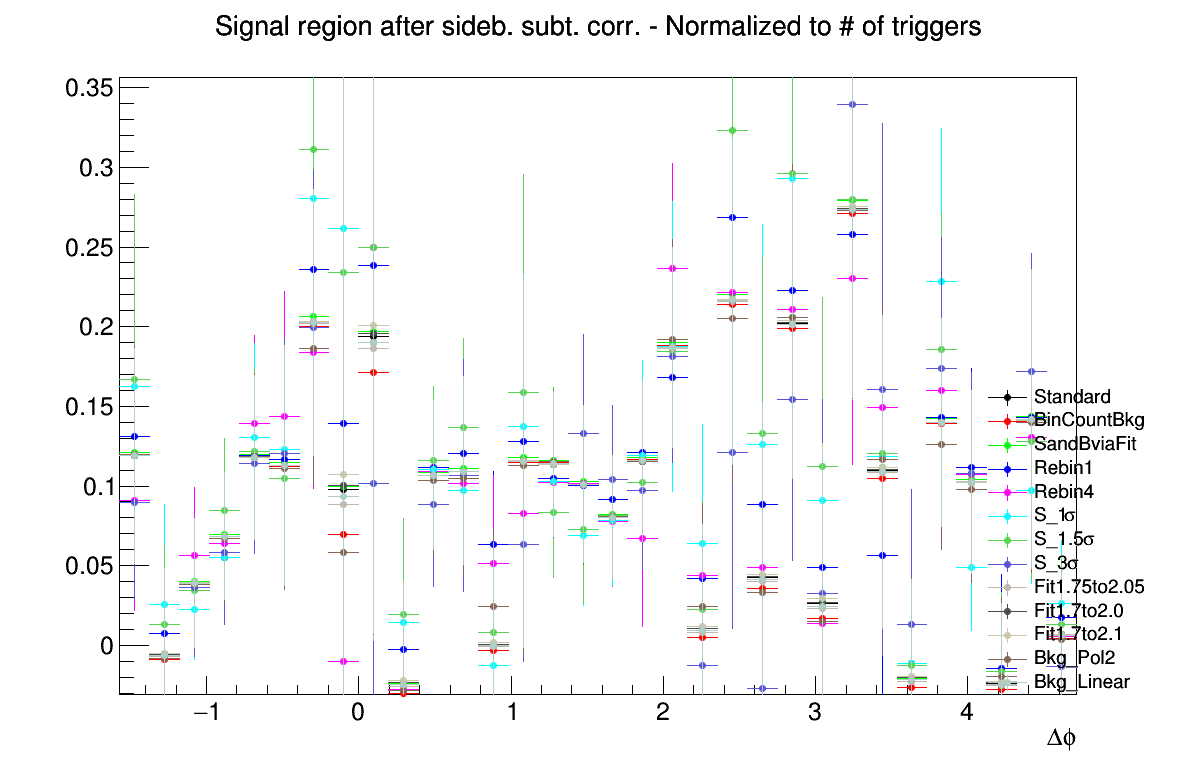 Signal region after sideb. subt. corr. - Normalized to # of triggers
0.35
0.3
0.25
0.2
0.15
0.1
0.05
0
Standard
BinCountBkg
SandBviaFit
Rebin1
Rebin4
S_1σ
S_1.5σ
S_3σ
Fit1.75to2.05
Fit1.7to2.0
Fit1.7to2.1
Bkg_Pol2
Bkg_Linear
−1 0 1 2 3 4
Δϕ